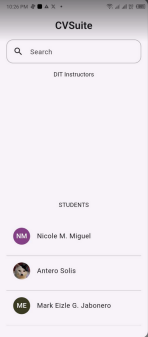 10:26 PM
CVSuite
Search
DIT Instructors
STUDENTS
NM Nicole M. Miguel
Antero Solis
ME Mark Eizle G. Jabonero